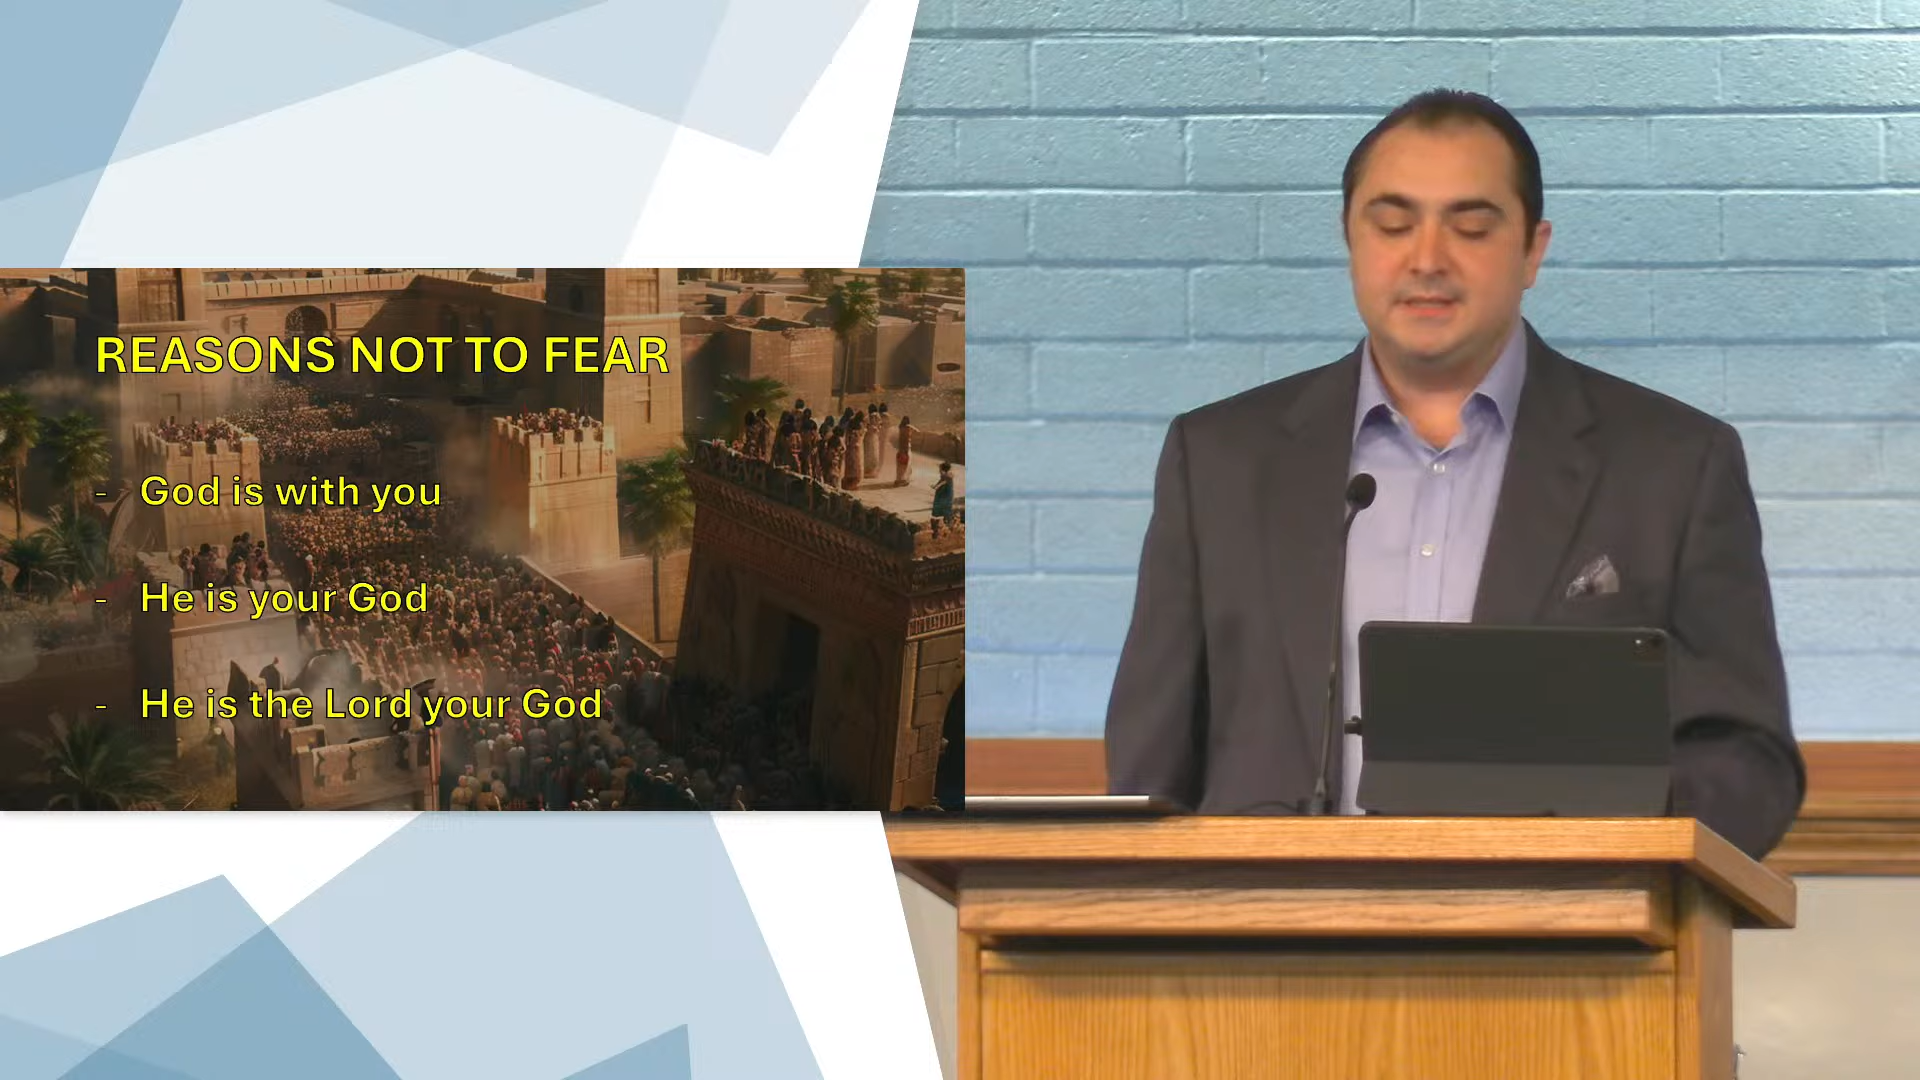 REASONS NOT TO FEAR
- God is with you
- He is your God
- He is the Lord your God